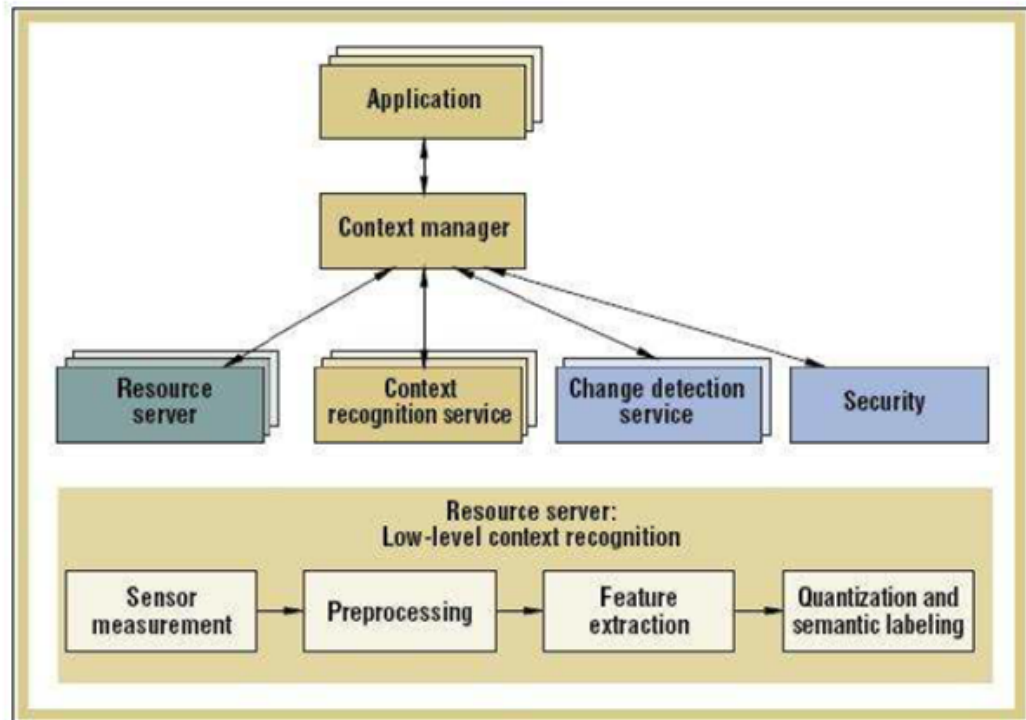 Application
Context manager
Resource
server
Context
recognition service
Change detection
service
Security
Resource server:
Low-level context recognition
Sensor
measurement
Preprocessing
Feature
extraction
Quantization and
semantic labeling